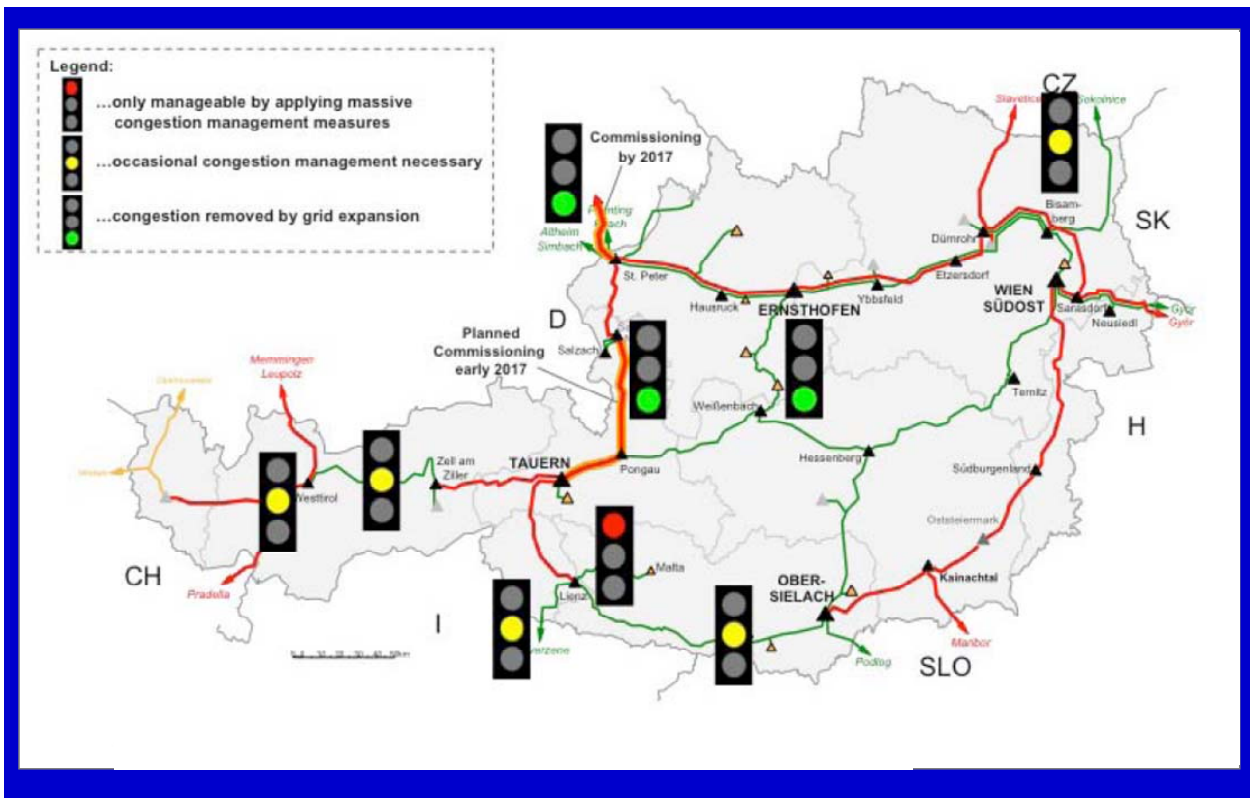 Legend:
...only manageable by applying massive
congestion management measures
...occasional congestion management necessary
...congestion removed by grid expansion
Commissioning
by 2017
CZ
Slavetice
Sokolnice
Bisam-
berg
SK
Altheim
Simbach
St. Peter
Dürnrohr
Etzersdorf
Ybbsfeld
Hausruck
ERNSTHOFEN
WIEN
SÜDOST
Sarasdorf
Neusiedl
Györ
Györ
D
Salzach
Planned
Commissioning
early 2017
Memmingen
Leupolz
Weißenbach
Ternitz
H
Hessenberg
Südburgenland
Zell am
Ziller
TAUERN
Pongau
Westtirol
Oststeiermark
CH
Pradella
Malta
Lienz
OBER-
SIELACH
Kainachtal
I
Podlog
Maribor
SLO